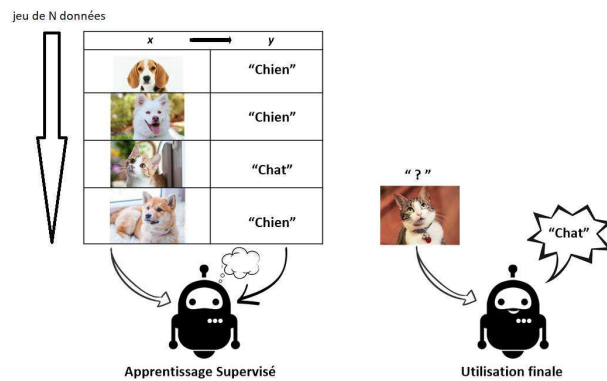 jeu de N données
x y
“Chien”
“Chien”
“Chat”
“Chien”
“ ? ”
“Chat”
Apprentissage Supervisé
Utilisation finale